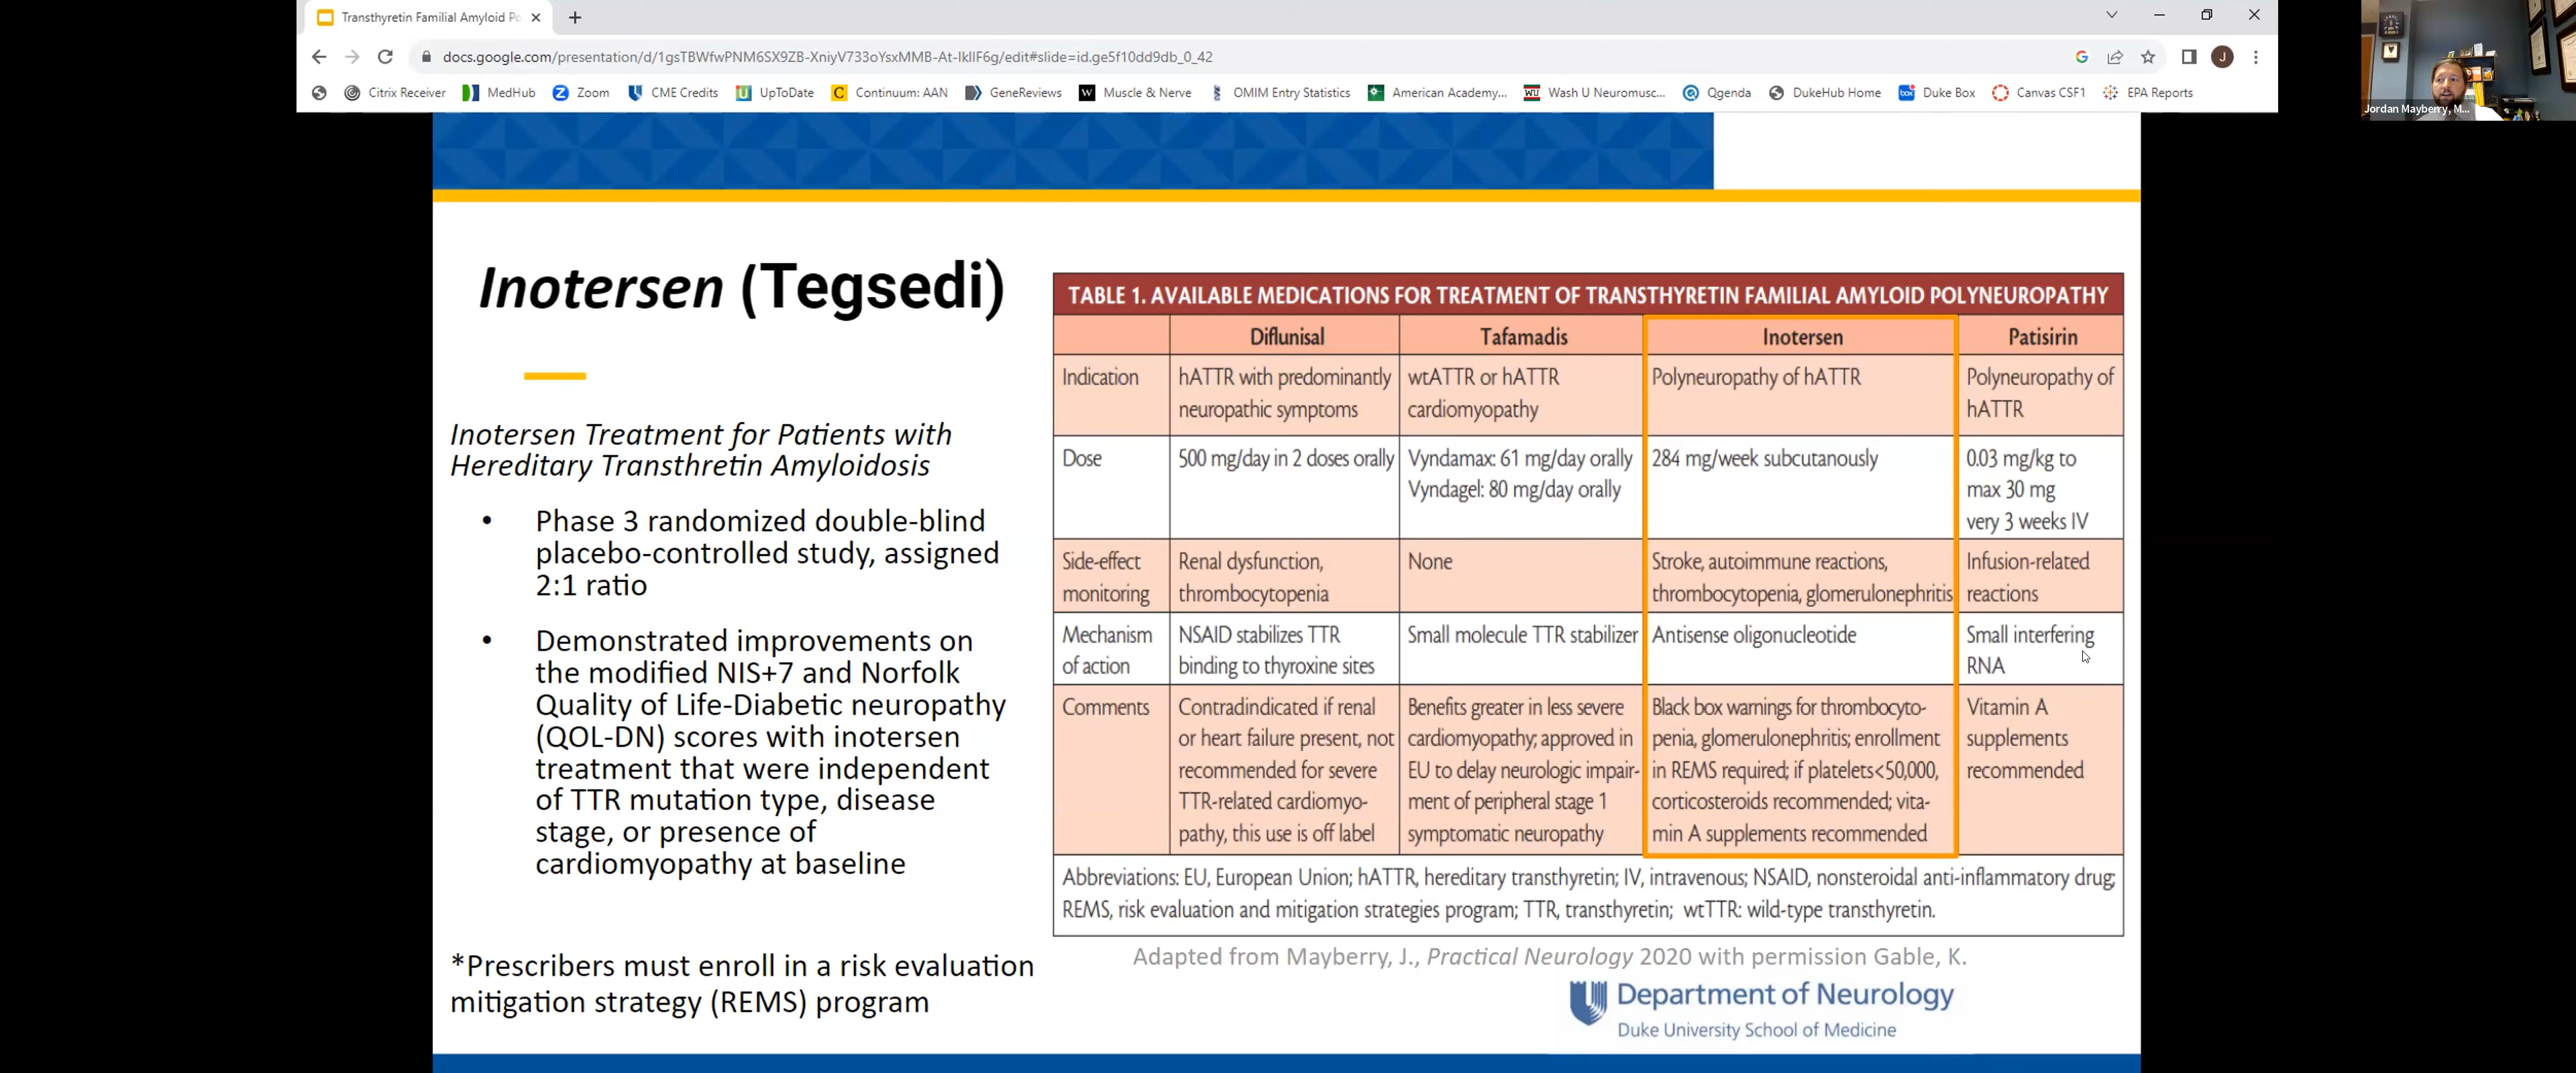 Transthyretin Familial Amyloid Po
docs.google.com/presentation/d/1gsTBWfwPNM6SX9ZB-XniyV733oYsxMMB-At-IkIlF6g/edit#slide=id.ge5f10dd9db_0_42
J
Citrix Receiver MedHub Zoom CME Credits UpToDate Continuum: AAN GeneReviews Muscle & Nerve OMIM Entry Statistics American Academy... Wash U Neuromusc... Qgenda DukeHub Home Duke Box Canvas CSF1 EPA Reports
Jordan Mayberry, M...
Inotersen (Tegsedi)
Inotersen Treatment for Patients with
Hereditary Transthretin Amyloidosis
• Phase 3 randomized double-blind
placebo-controlled study, assigned
2:1 ratio
• Demonstrated improvements on
the modified NIS+7 and Norfolk
Quality of Life-Diabetic neuropathy
(QOL-DN) scores with inotersen
treatment that were independent
of TTR mutation type, disease
stage, or presence of
cardiomyopathy at baseline
*Prescribers must enroll in a risk evaluation
mitigation strategy (REMS) program
TABLE 1. AVAILABLE MEDICATIONS FOR TREATMENT OF TRANSTHYRETIN FAMILIAL AMYLOID POLYNEUROPATHY
Diflunisal Tafamadis Inotersen Patisirin
Indication hATTR with predominantly wtATTR or hATTR Polyneuropathy of hATTR Polyneuropathy of
neuropathic symptoms cardiomyopathy hATTR
Dose 500 mg/day in 2 doses orally Vyndamax: 61 mg/day orally 284 mg/week subcutanously 0.03 mg/kg to
Vyndagel: 80 mg/day orally max 30 mg
very 3 weeks IV
Side-effect Renal dysfunction, None Stroke, autoimmune reactions, Infusion-related
monitoring thrombocytopenia thrombocytopenia, glomerulonephritis reactions
Mechanism NSAID stabilizes TTR Small molecule TTR stabilizer Antisense oligonucleotide Small interfering
of action binding to thyroxine sites RNA
Comments Contradindicated if renal Benefits greater in less severe Black box warnings for thrombocyto- Vitamin A
or heart failure present, not cardiomyopathy; approved in penia, glomerulonephritis; enrollment supplements
recommended for severe EU to delay neurologic impair- in REMS required; if platelets<50,000, recommended
TTR-related cardiomyo- ment of peripheral stage 1 corticosteroids recommended; vita-
pathy, this use is off label symptomatic neuropathy min A supplements recommended
Abbreviations: EU, European Union; hATTR, hereditary transthyretin; IV, intravenous; NSAID, nonsteroidal anti-inflammatory drug;
REMS, risk evaluation and mitigation strategies program; TTR, transthyretin; wtTTR: wild-type transthyretin.
Adapted from Mayberry, J., Practical Neurology 2020 with permission Gable, K.
Department of Neurology
Duke University School of Medicine